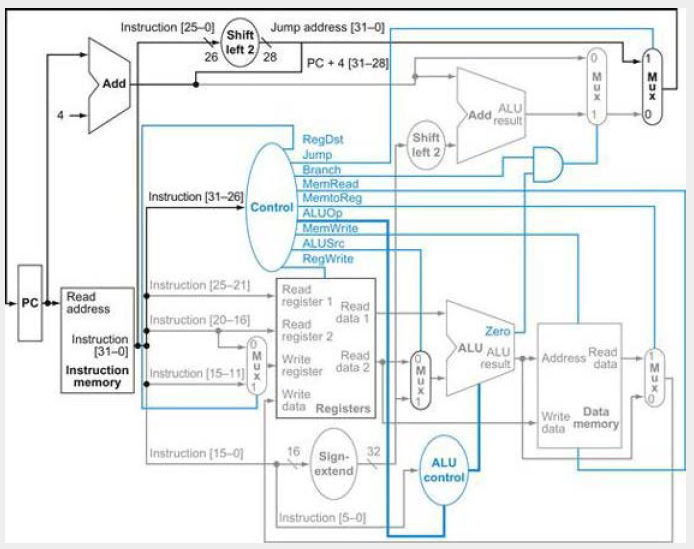 Instruction [25–0]
Shift
left 2
Jump address [31–0]
26
28
PC + 4 [31–28]
Add
4
0
M
u
x
1
1
M
u
x
0
Add
ALU
result
Shift
left 2
RegDst
Jump
Branch
MemRead
MemtoReg
ALUOp
MemWrite
ALUSrc
RegWrite
Instruction [31–26]
Control
PC
Read
address
Instruction
[31–0]
Instruction
memory
Instruction [25–21]
Instruction [20–16]
Instruction [15–11]
0
M
u
x
1
Read
register 1
Read
register 2
Write
register
Write
data
Read
data 1
Read
data 2
Registers
0
M
u
x
1
Zero
ALU
ALU
result
Address
Read
data
Write
data
Data
memory
1
M
u
x
0
Instruction [15–0]
16
Sign-
extend
32
ALU
control
Instruction [5–0]